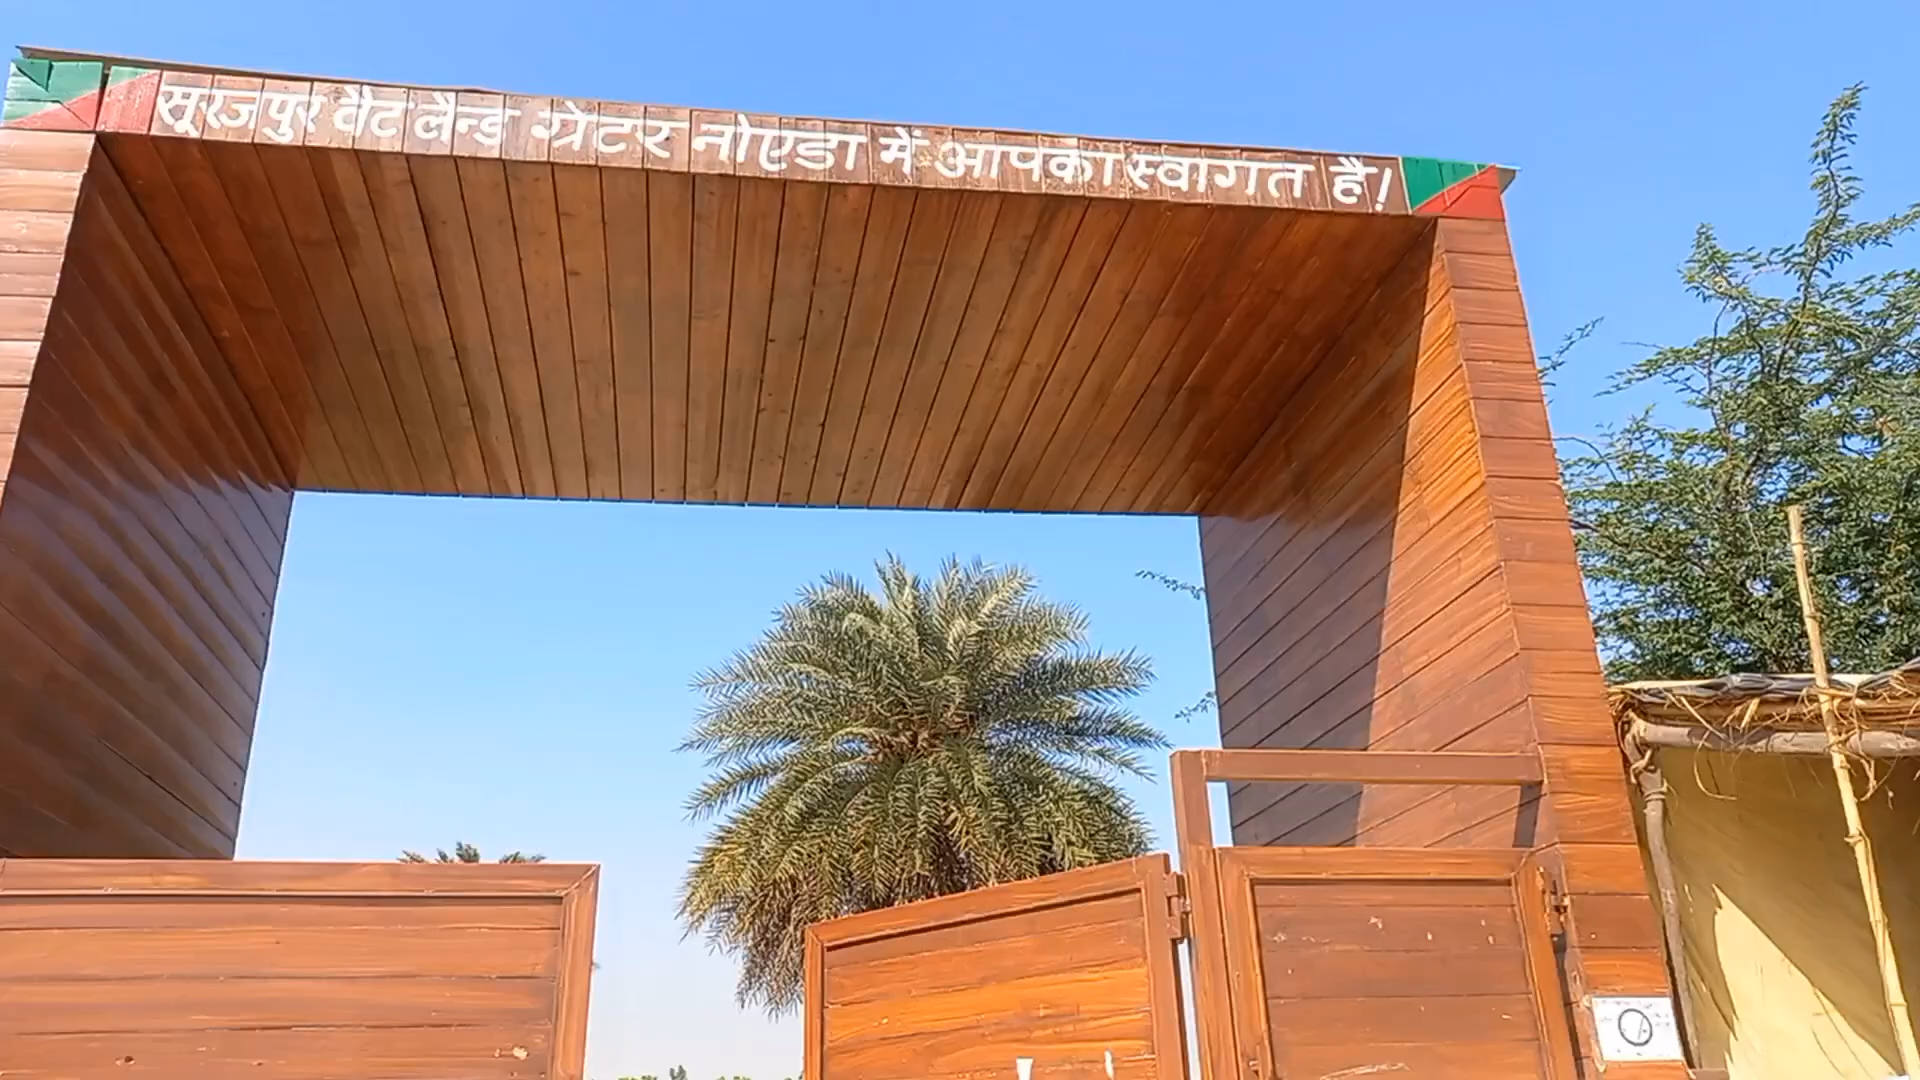 सूरजपुर वैट लैन्ड ग्रेटर नोएडा में आपका स्वागत है!